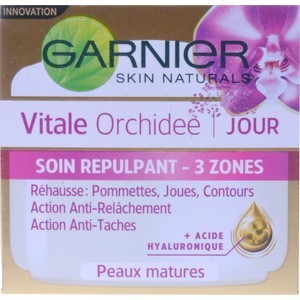 INNOVATION
GARNIER
SKIN NATURALS
Vitale Orchidée | JOUR
SOIN REPULPANT - 3 ZONES
Réhausse: Pommettes, Joues, Contours
Action Anti-Relâchement
Action Anti-Taches
+ ACIDE
HYALURONIQUE
Peaux matures